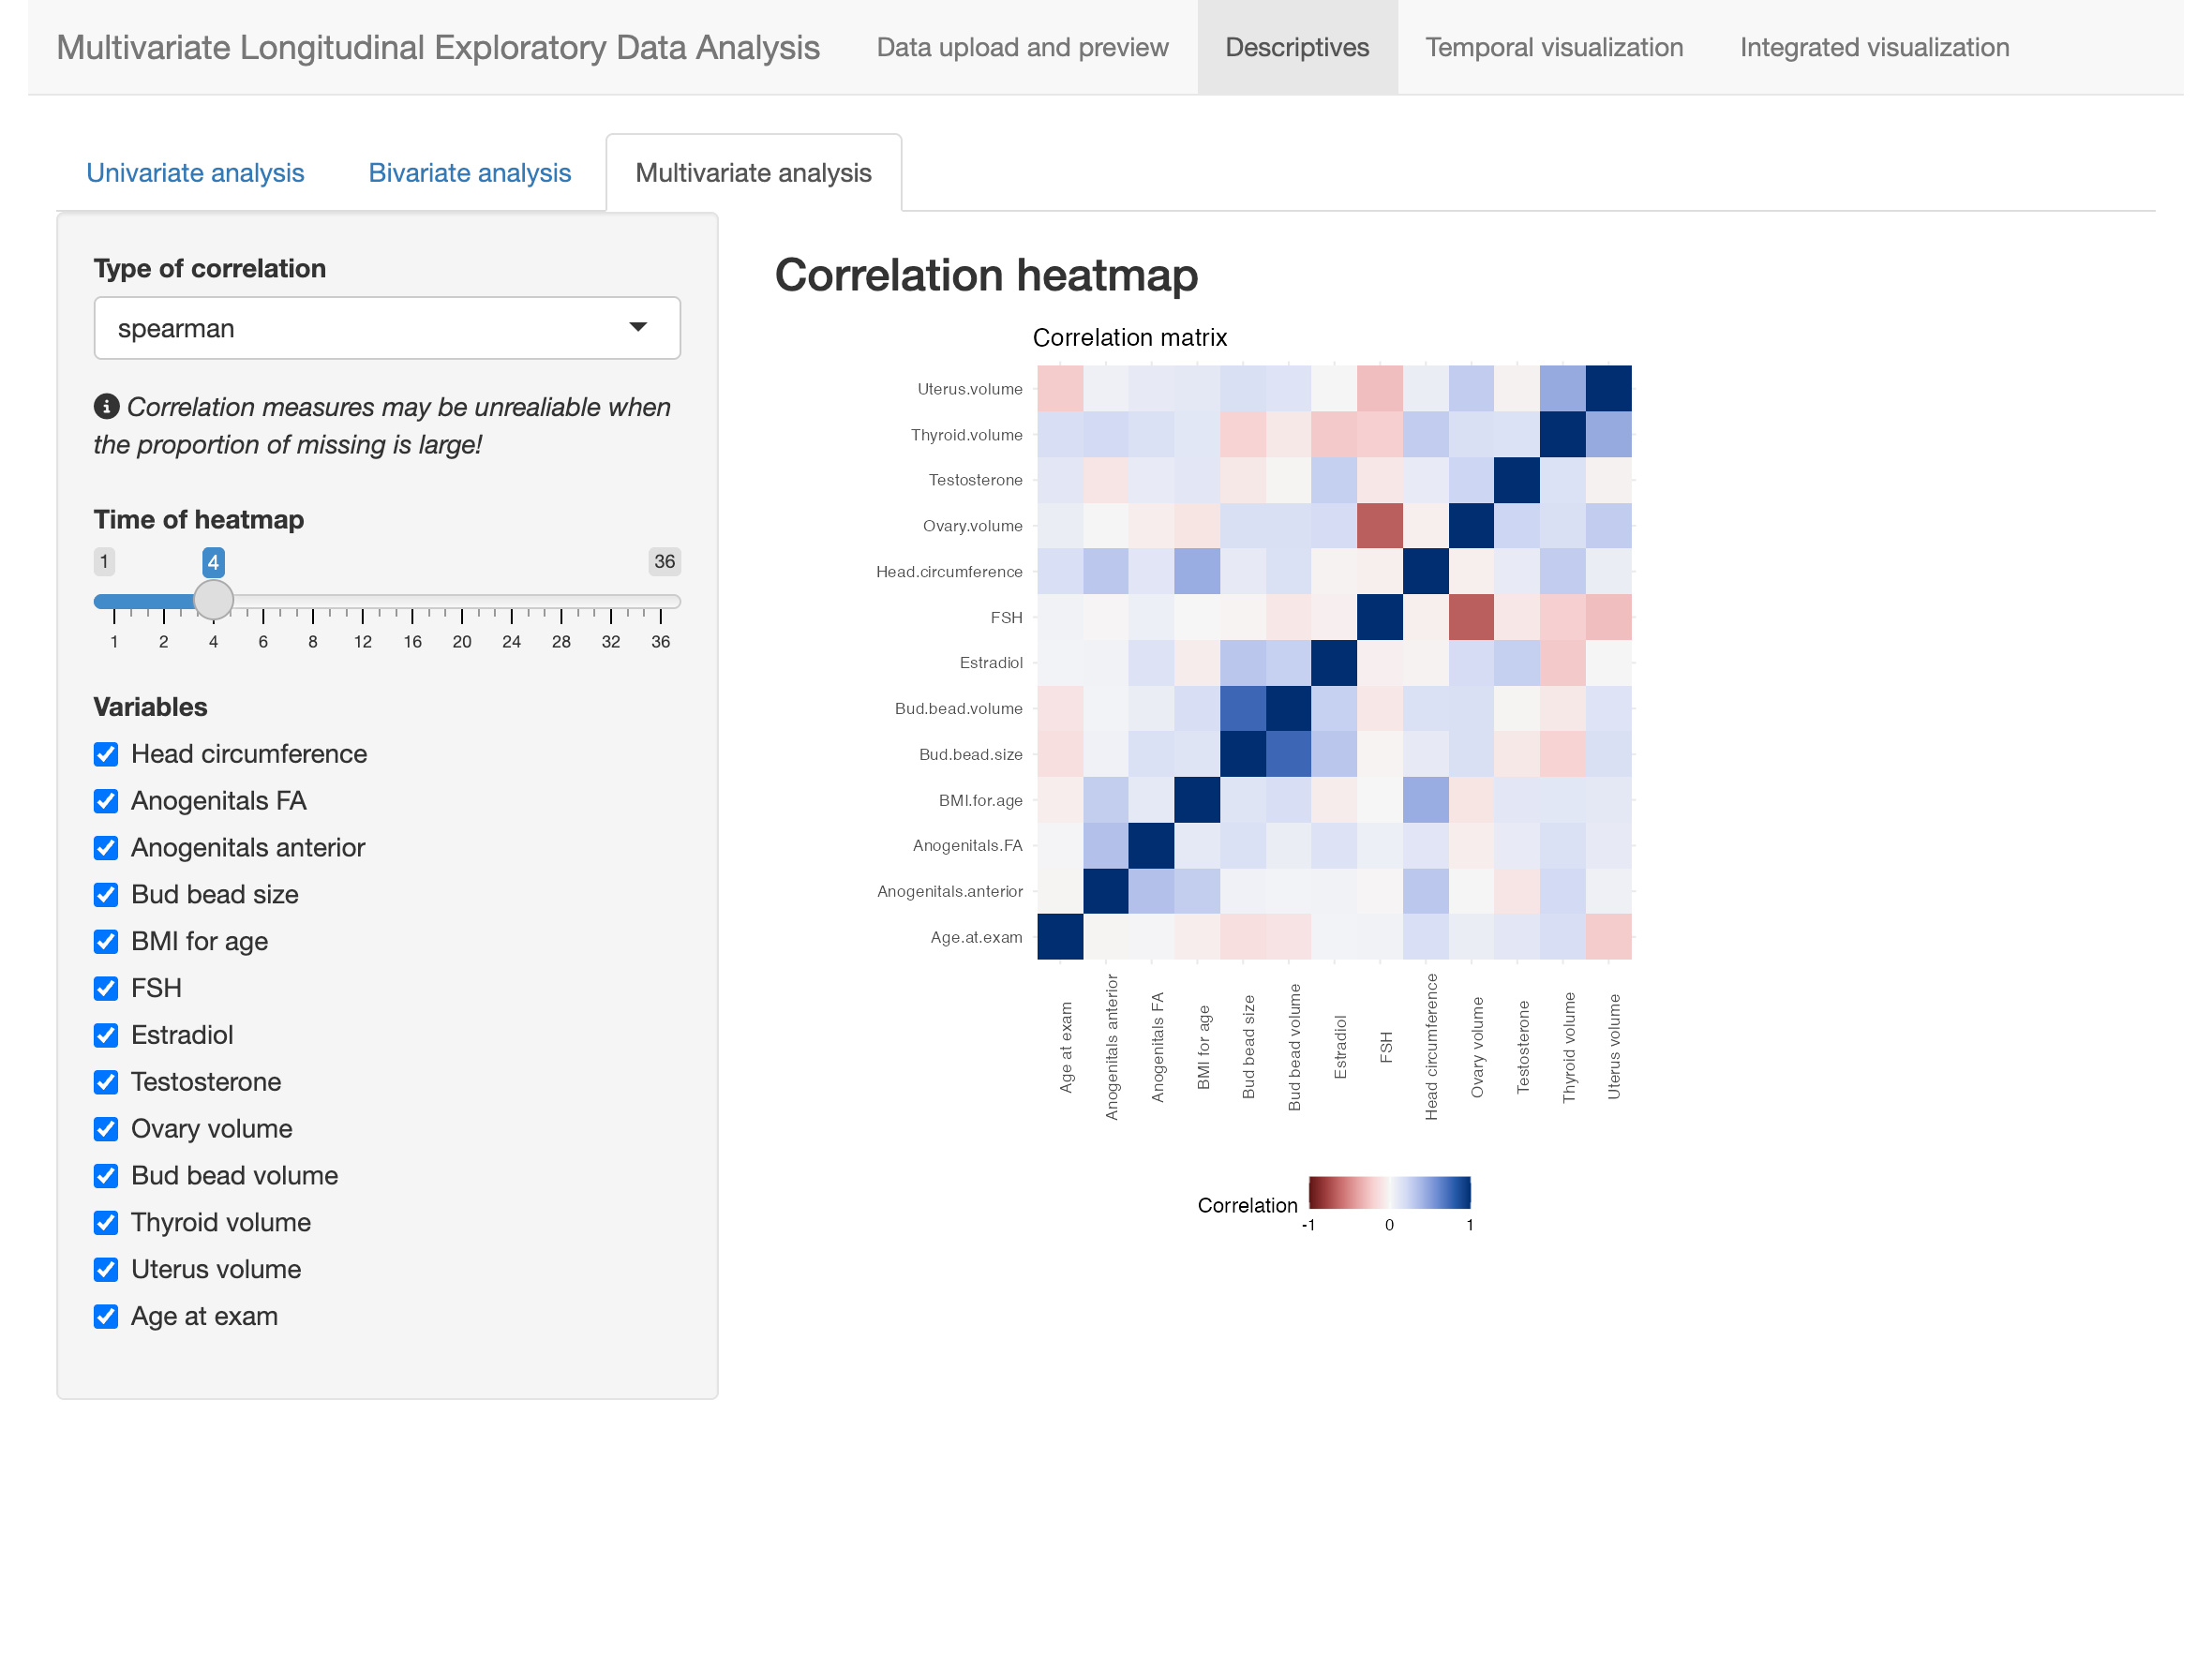 Multivariate Longitudinal Exploratory Data Analysis Data upload and preview Descriptives Temporal visualization Integrated visualization
Univariate analysis Bivariate analysis Multivariate analysis
Type of correlation
spearman
Correlation measures may be unrealiable when
the proportion of missing is large!
Time of heatmap
1 4 36
1 2 4 6 8 12 16 20 24 28 32 36
Variables
Head circumference
Anogenitals FA
Anogenitals anterior
Bud bead size
BMI for age
FSH
Estradiol
Testosterone
Ovary volume
Bud bead volume
Thyroid volume
Uterus volume
Age at exam
Correlation heatmap
Correlation matrix
Uterus.volume
Thyroid.volume
Testosterone
Ovary.volume
Head.circumference
FSH
Estradiol
Bud.bead.volume
Bud.bead.size
BMI.for.age
Anogenitals.FA
Anogenitals.anterior
Age.at.exam
Age at exam
Anogenitals anterior
Anogenitals FA
BMI for age
Bud bead size
Bud bead volume
Estradiol
FSH
Head circumference
Ovary volume
Testosterone
Thyroid volume
Uterus volume
Correlation
-1 0 1